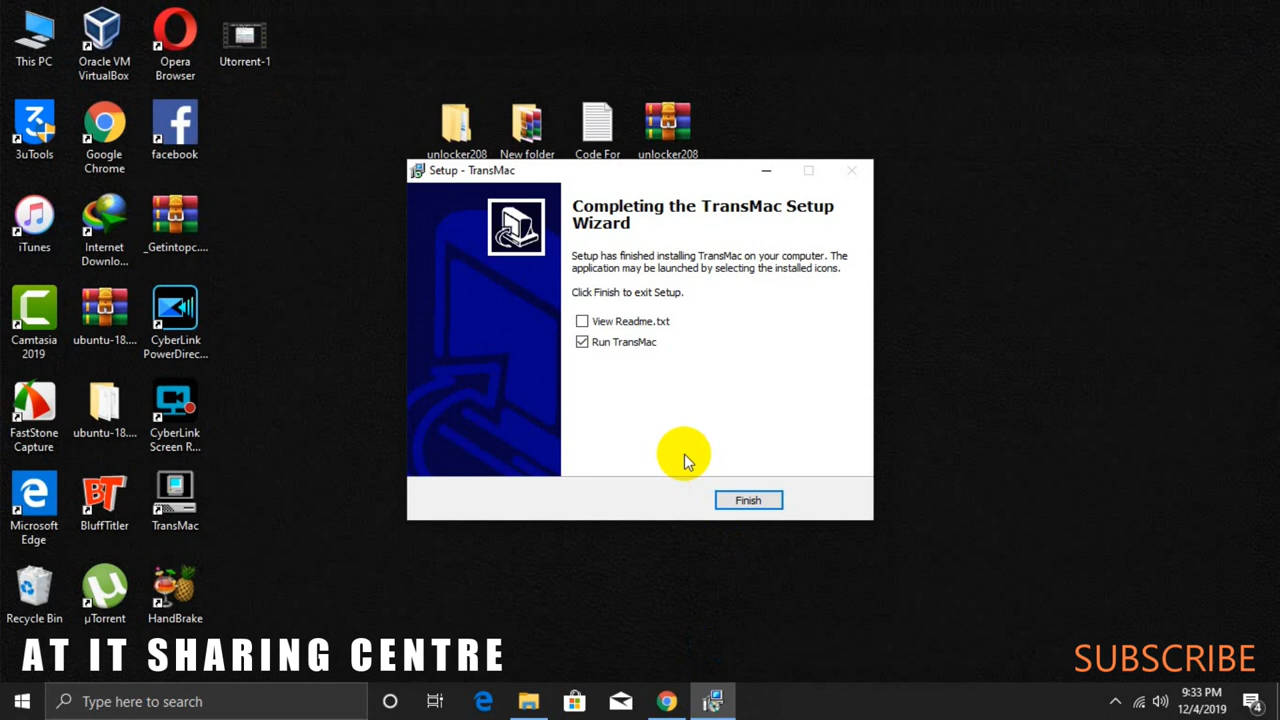 This PC
Oracle VM
VirtualBox
Opera
Browser
Utorrent-1
3uTools
Google
Chrome
facebook
unlocker208
New folder
Code For
unlocker208
iTunes
Internet
Downlo...
_Getintopc....
Camtasia
2019
ubuntu-18....
CyberLink
PowerDirec...
FastStone
Capture
ubuntu-18....
CyberLink
Screen R...
Microsoft
Edge
BluffTitler
TransMac
Recycle Bin
µTorrent
HandBrake
Setup - TransMac
Completing the TransMac Setup
Wizard
Setup has finished installing TransMac on your computer. The
application may be launched by selecting the installed icons.
Click Finish to exit Setup.
View Readme.txt
Run TransMac
Finish
AT IT SHARING CENTRE
SUBSCRIBE
Type here to search
9:33 PM
12/4/2019
4